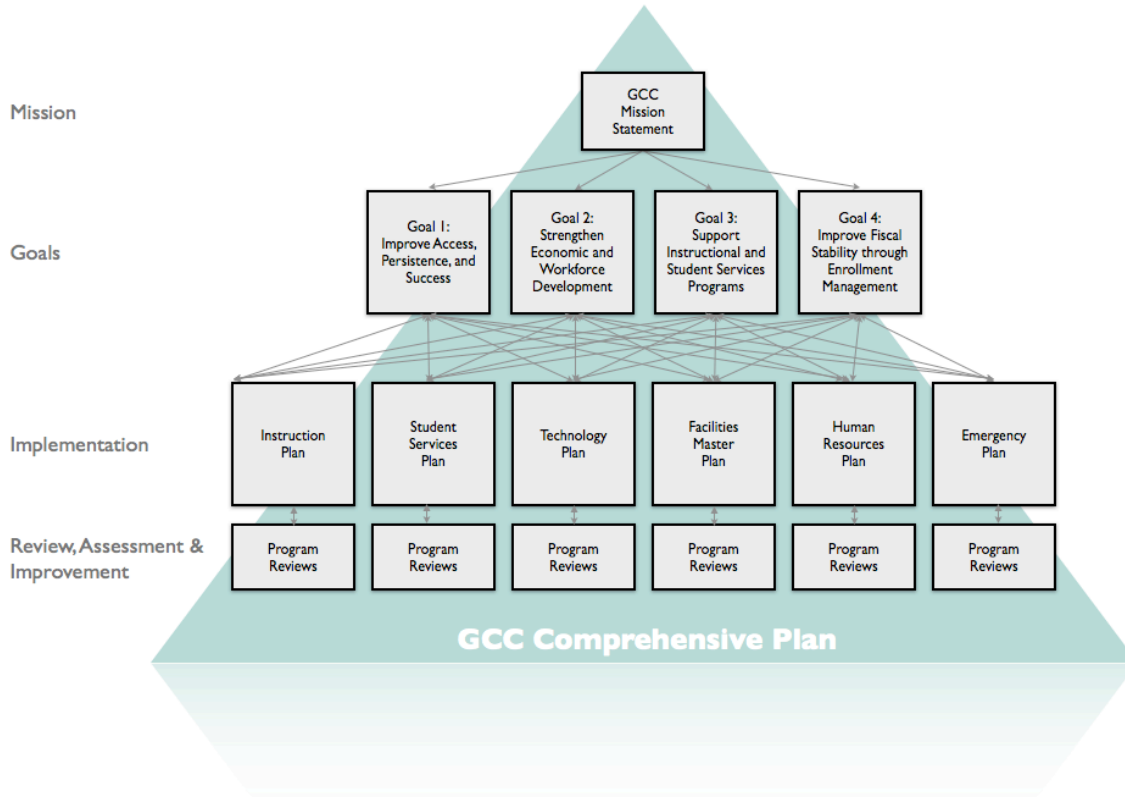 Mission
GCC
Mission
Statement
Goals
Goal 1:
Improve Access,
Persistence, and
Success
Goal 2:
Strengthen
Economic and
Workforce
Development
Goal 3:
Support
Instructional and
Student Services
Programs
Goal 4:
Improve Fiscal
Stability through
Enrollment
Management
Implementation
Instruction
Plan
Student
Services
Plan
Technology
Plan
Facilities
Master
Plan
Human
Resources
Plan
Emergency
Plan
Review, Assessment &
Improvement
Program
Reviews
Program
Reviews
Program
Reviews
Program
Reviews
Program
Reviews
Program
Reviews
GCC Comprehensive Plan